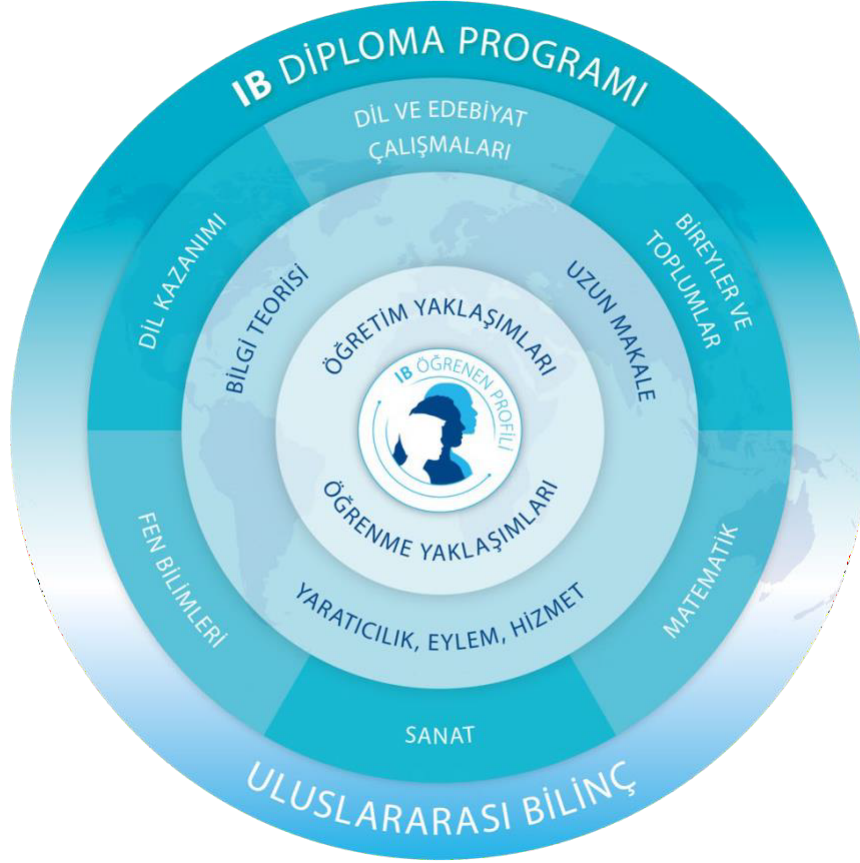 IB DİPLOMA PROGRAMI
DİL VE EDEBİYAT
ÇALIŞMALARI
DİL KAZANIMI
BİREYLER VE
TOPLUMLAR
BİLGİ TEORİSİ
UZUN MAKALE
ÖĞRETİM YAKLAŞIMLARI
IB ÖĞRENEN PROFİLİ
ÖĞRENME YAKLAŞIMLARI
FEN BİLİMLERİ
MATEMATİK
YARATICILIK, EYLEM, HİZMET
SANAT
ULUSLARARASI BİLİNÇ